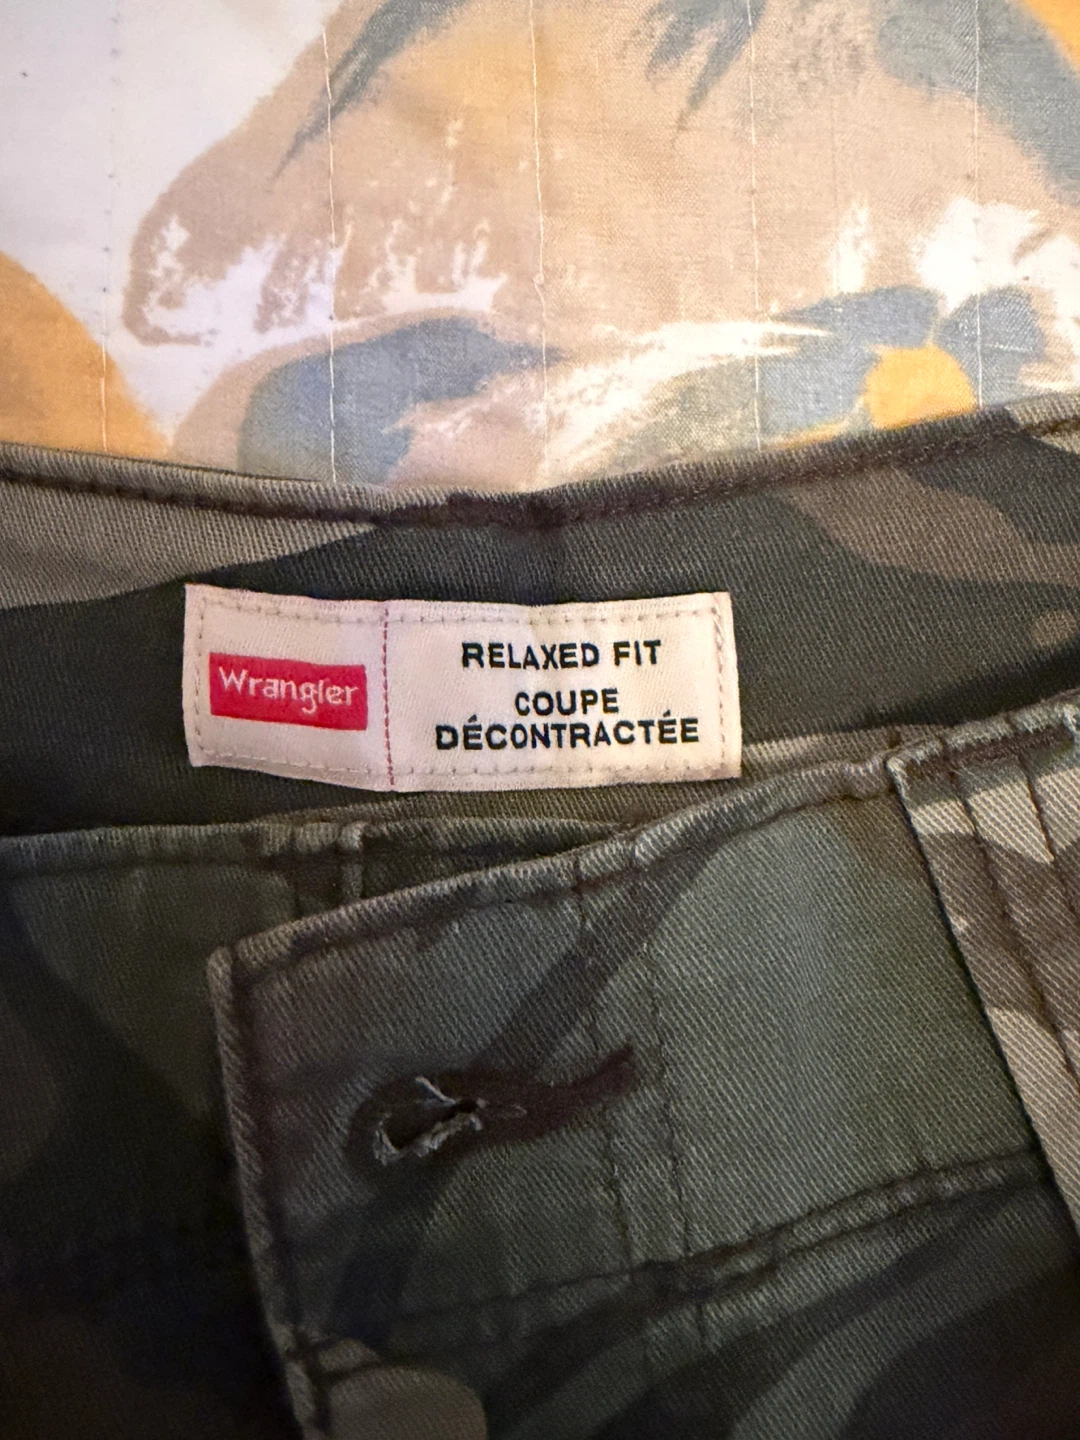 Wrangler
RELAXED FIT
COUPE
DÉCONTRACTÉE